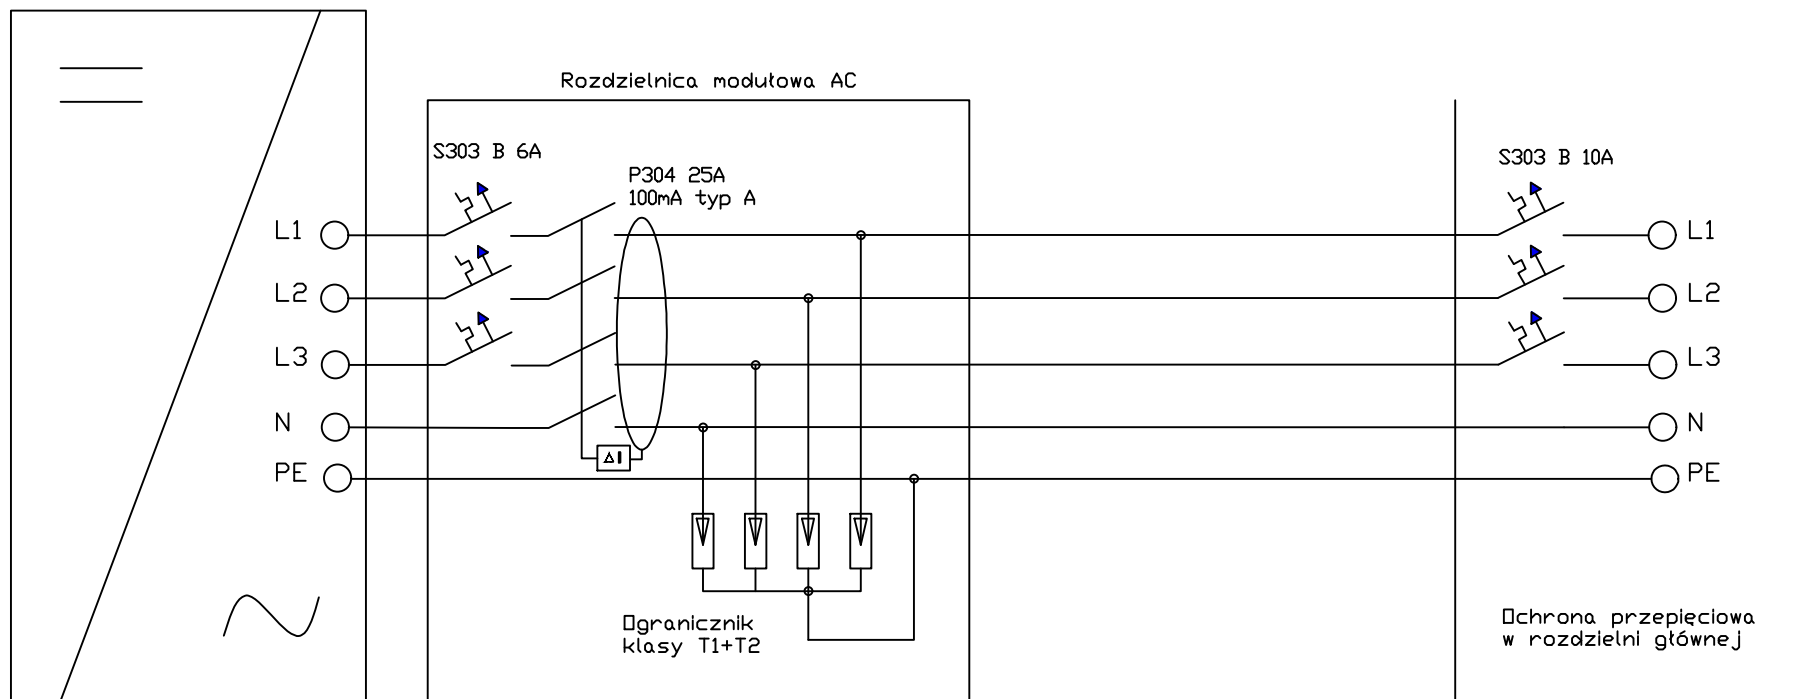 Rozdzielnica modułowa AC
S303 B 6A
P304 25A
100mA typ A
S303 B 10A
L1
L2
L3
N
PE
ΔI
L1
L2
L3
N
PE
Ogranicznik
klasy T1+T2
Ochrona przepięciowa
w rozdzielni głównej